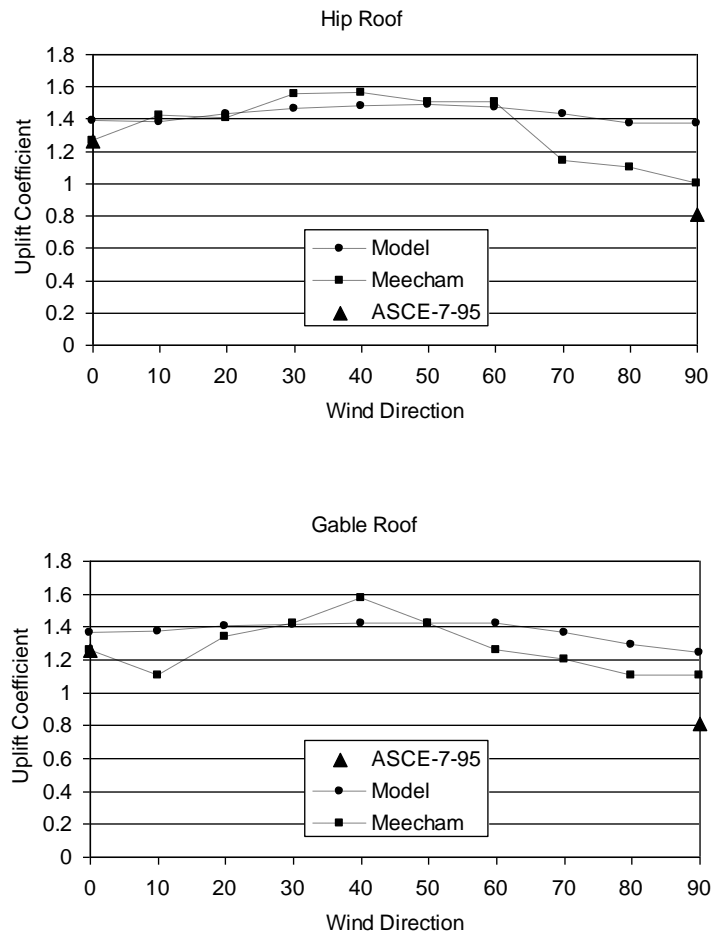 Hip Roof
1.8
1.6
1.4
1.2
1
0.8
0.6
0.4
0.2
0
Uplift Coefficient
Model
Meecham
ASCE-7-95
0 10 20 30 40 50 60 70 80 90
Wind Direction
Gable Roof
1.8
1.6
1.4
1.2
1
0.8
0.6
0.4
0.2
0
Uplift Coefficient
ASCE-7-95
Model
Meecham
0 10 20 30 40 50 60 70 80 90
Wind Direction